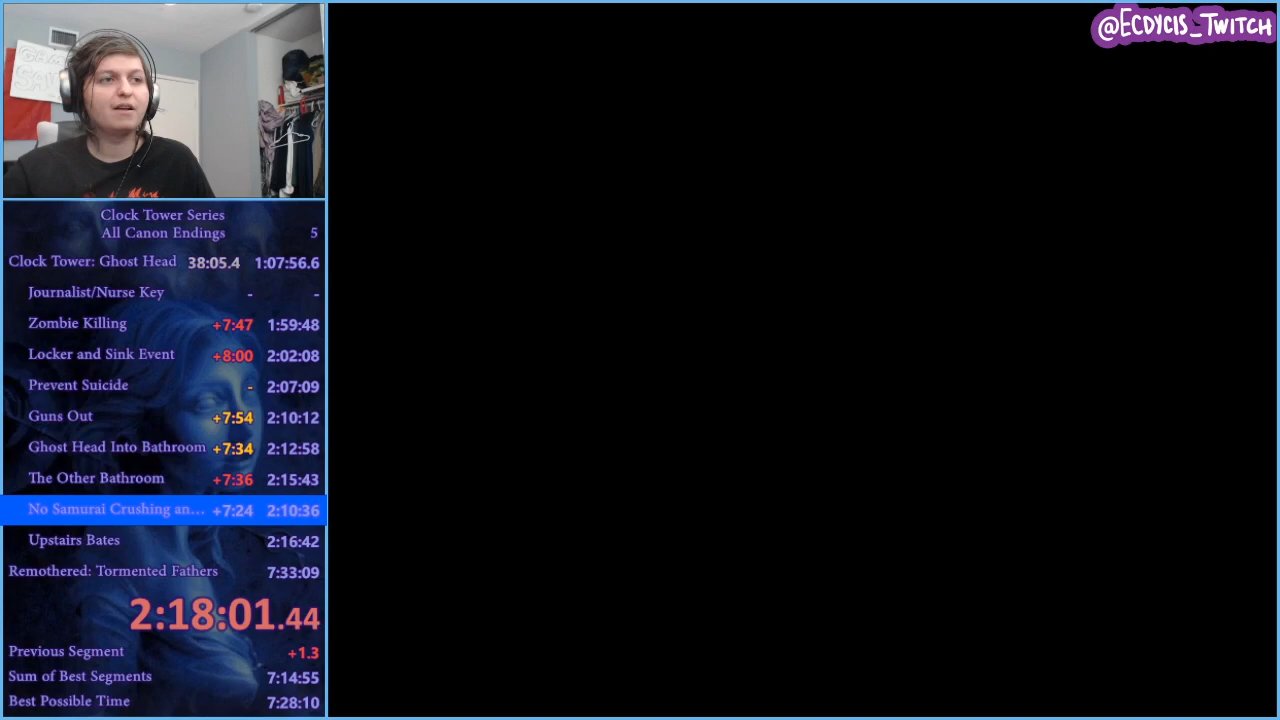 @ECDYCIS_TWITCH
Clock Tower Series
All Canon Endings 5
Clock Tower: Ghost Head 38:05.4 1:07:56.6
Journalist/Nurse Key - -
Zombie Killing +7:47 1:59:48
Locker and Sink Event +8:00 2:02:08
Prevent Suicide - 2:07:09
Guns Out +7:54 2:10:12
Ghost Head Into Bathroom +7:34 2:12:58
The Other Bathroom +7:36 2:15:43
No Samurai Crushing an... +7:24 2:10:36
Upstairs Bates 2:16:42
Remothered: Tormented Fathers 7:33:09
2:18:01.44
Previous Segment +1.3
Sum of Best Segments 7:14:55
Best Possible Time 7:28:10